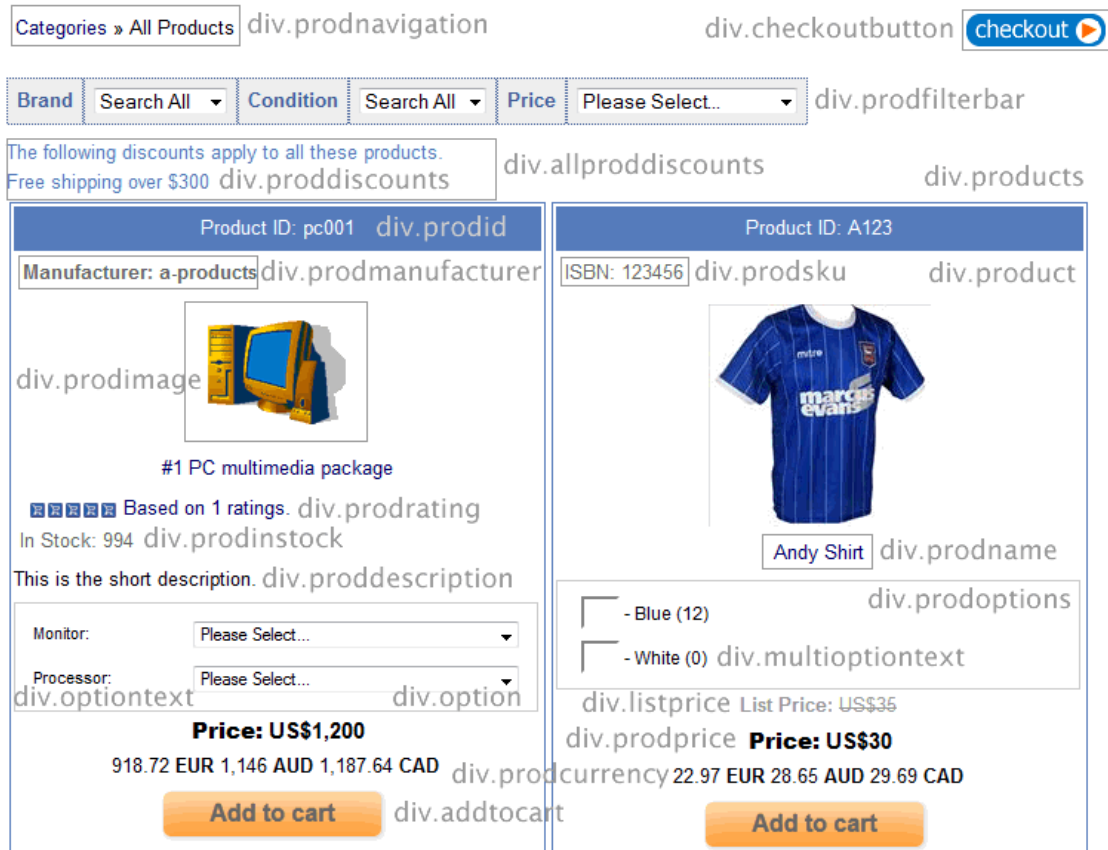 Categories » All Products div.prodnavigation div.checkoutbutton checkout
Brand Search All Condition Search All Price Please Select... div.prodfilterbar
The following discounts apply to all these products. div.allproddiscounts
Free shipping over $300 div.proddiscounts div.products
Product ID: pc001 div.prodid
Manufacturer: a-products div.prodmanufacturer
div.prodimage
#1 PC multimedia package
Based on 1 ratings. div.prodrating
In Stock: 994 div.prodinstock
This is the short description. div.proddescription
Monitor: Please Select...
Processor: Please Select...
div.optiontext div.option
Price: US$1,200
918.72 EUR 1,146 AUD 1,187.64 CAD div.prodcurrency
Add to cart div.addtocart
Product ID: A123
ISBN: 123456 div.prodsku div.product
mitre
marcus
evans
Andy Shirt div.prodname
div.prodoptions
- Blue (12)
- White (0) div.multioptiontext
div.listprice List Price: US$35
div.prodprice Price: US$30
22.97 EUR 28.65 AUD 29.69 CAD
Add to cart